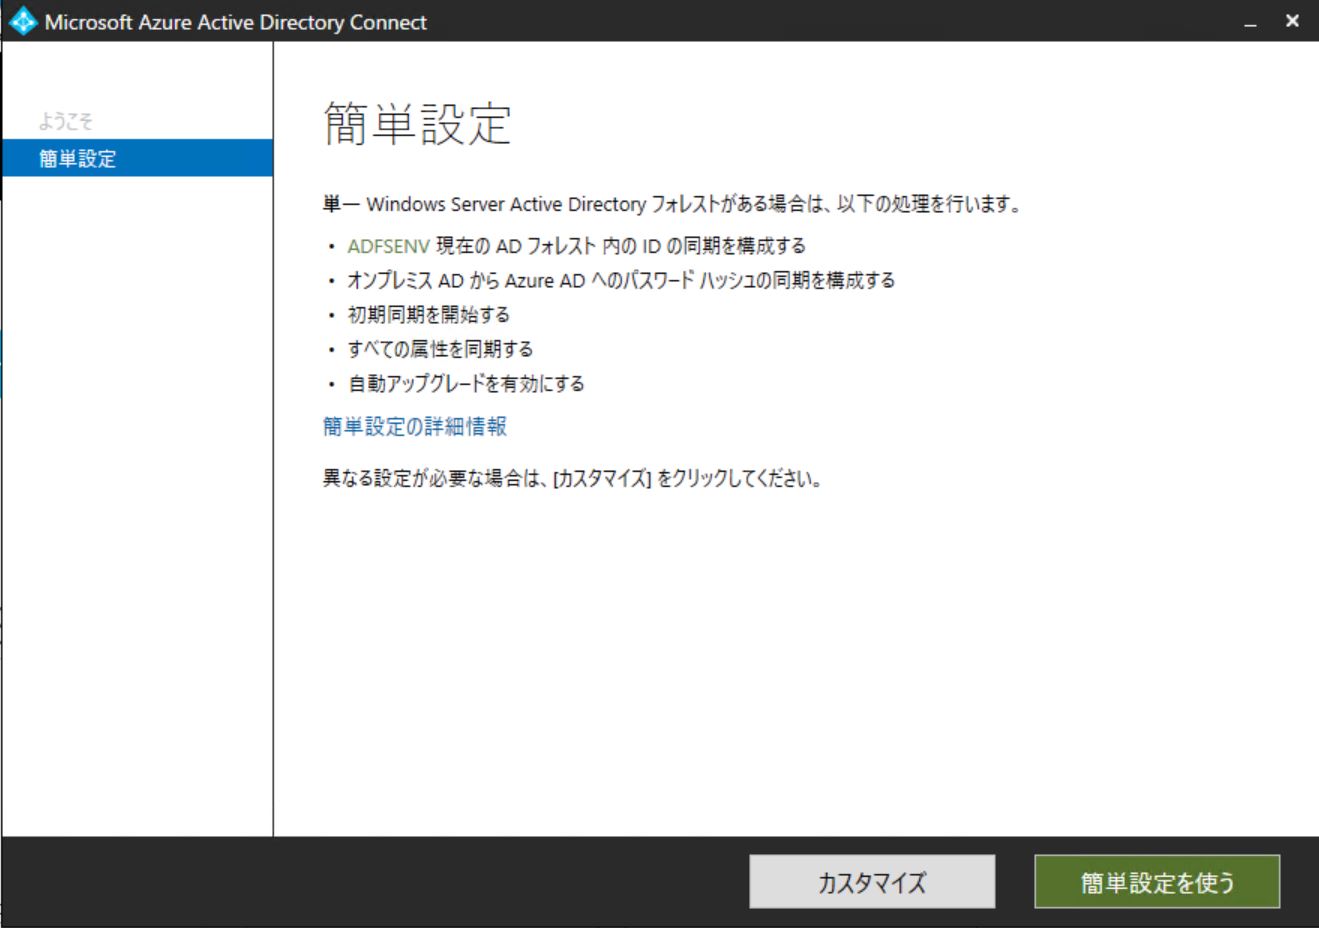 Microsoft Azure Active Directory Connect
ようこそ
簡単設定
簡単設定
単一 Windows Server Active Directory フォレストがある場合は、以下の処理を行います。
• ADFSENV 現在の AD フォレスト 内の ID の同期を構成する
• オンプレミス AD から Azure AD へのパスワード ハッシュの同期を構成する
• 初期同期を開始する
• すべての属性を同期する
• 自動アップグレードを有効にする
簡単設定の詳細情報
異なる設定が必要な場合は、[カスタマイズ] をクリックしてください。
カスタマイズ
簡単設定を使う